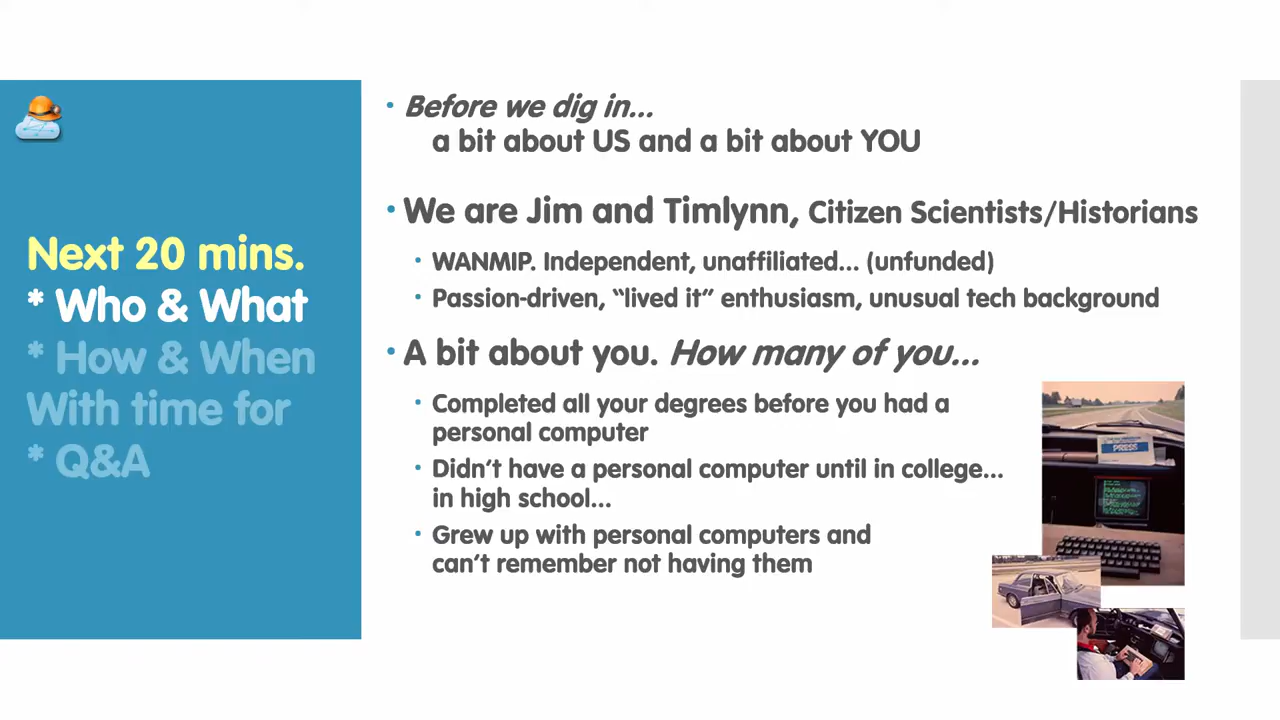 Next 20 mins.
* Who & What
* How & When
With time for
* Q&A
• Before we dig in...
a bit about US and a bit about YOU
• We are Jim and Timlynn, Citizen Scientists/Historians
• WANMIP. Independent, unaffiliated... (unfunded)
• Passion-driven, “lived it” enthusiasm, unusual tech background
• A bit about you. How many of you...
• Completed all your degrees before you had a
personal computer
• Didn’t have a personal computer until in college...
in high school...
• Grew up with personal computers and
can’t remember not having them
PRESS